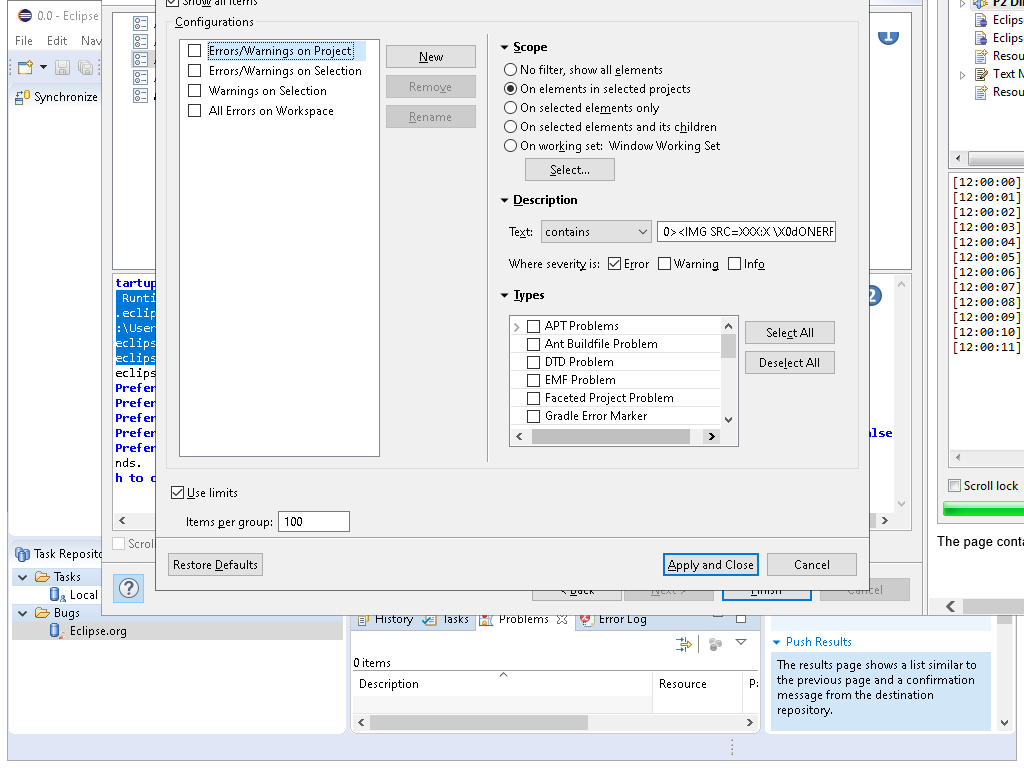 0.0 - Eclipse
File Edit Nav
Synchronize
Show all items
Configurations
Errors/Warnings on Project
Errors/Warnings on Selection
Warnings on Selection
All Errors on Workspace
New
Remove
Rename
Scope
No filter, show all elements
On elements in selected projects
On selected elements only
On selected elements and its children
On working set: Window Working Set
Select...
Description
Text: contains 0><IMG SRC=XXX:X \X0dONERF
Where severity is: Error Warning Info
Types
APT Problems
Ant Buildfile Problem
DTD Problem
EMF Problem
Faceted Project Problem
Gradle Error Marker
Select All
Deselect All
Use limits
Items per group: 100
Restore Defaults
Apply and Close
Cancel
tartup
Runti
.eclip
:\User
eclips
eclips
eclips
Prefer
Prefer
Prefer
Prefer alse
Prefer
nds.
h to c
2
Scroll
< Back
Next >
Finish
Cancel
P2 Di
Eclips
Eclips
Resou
Text M
Resou
[12:00:00]
[12:00:01]
[12:00:02]
[12:00:03]
[12:00:04]
[12:00:05]
[12:00:06]
[12:00:07]
[12:00:08]
[12:00:09]
[12:00:10]
[12:00:11]
Scroll lock
The page conta
Task Reposito
Tasks
Local
Bugs
Eclipse.org
History Tasks Problems Error Log
0 items
Description Resource Pa
Push Results
The results page shows a list similar to
the previous page and a confirmation
message from the destination
repository.